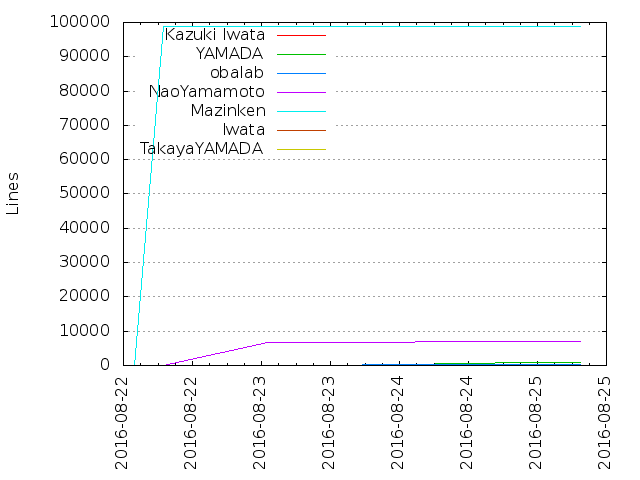 100000
90000
80000
70000
60000
50000
40000
30000
20000
10000
0
Lines
Kazuki Iwata
YAMADA
obalab
NaoYamamoto
Mazinken
Iwata
TakayaYAMADA
2016-08-22
2016-08-22
2016-08-23
2016-08-23
2016-08-24
2016-08-24
2016-08-25
2016-08-25